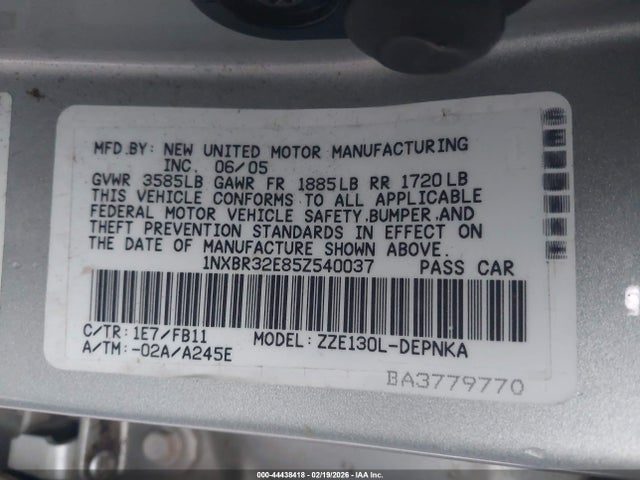 MFD.BY: NEW UNITED MOTOR MANUFACTURING
INC. 06/05
GVWR 3585LB GAWR FR 1885LB RR 1720LB
THIS VEHICLE CONFORMS TO ALL APPLICABLE
FEDERAL MOTOR VEHICLE SAFETY,BUMPER,AND
THEFT PREVENTION STANDARDS IN EFFECT ON
THE DATE OF MANUFACTURE SHOWN ABOVE.
1NXBR32E85Z540037 PASS CAR
C/TR: 1E7/FB11 MODEL: ZZE130L-DEPNKA
A/TM: -02A/A245E
BA3779770
000-44438418 - 02/19/2026 - IAA Inc.